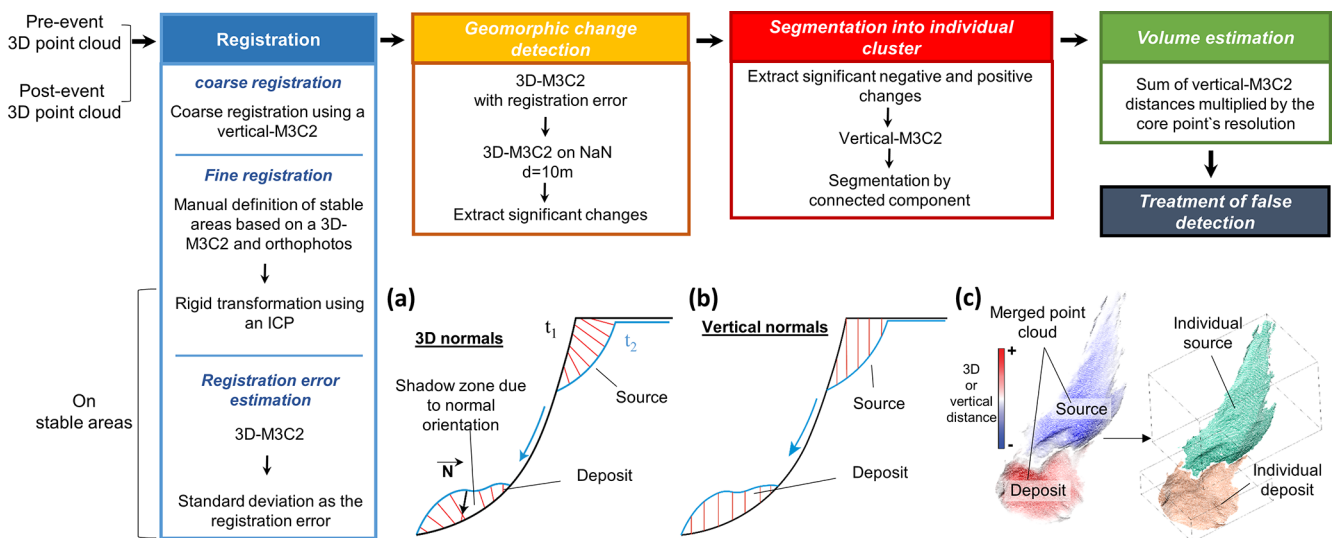 Pre-event
3D point cloud
Post-event
3D point cloud
Registration
coarse registration
Coarse registration using a
vertical-M3C2
Fine registration
Manual definition of stable
areas based on a 3D-
M3C2 and orthophotos
Rigid transformation using
an ICP
Registration error
estimation
3D-M3C2
Standard deviation as the
registration error
On
stable areas
Geomorphic change
detection
3D-M3C2
with registration error
3D-M3C2 on NaN
d=10m
Extract significant changes
Segmentation into individual
cluster
Extract significant negative and positive
changes
Vertical-M3C2
Segmentation by
connected component
Volume estimation
Sum of vertical-M3C2
distances multiplied by the
core point`s resolution
Treatment of false
detection
(a)
3D normals
t1
t2
Source
Shadow zone due
to normal
orientation
N
Deposit
(b)
Vertical normals
Source
Deposit
(c)
Merged point
cloud
+
3D
or
vertical
distance
-
Source
Deposit
Individual
source
Individual
deposit